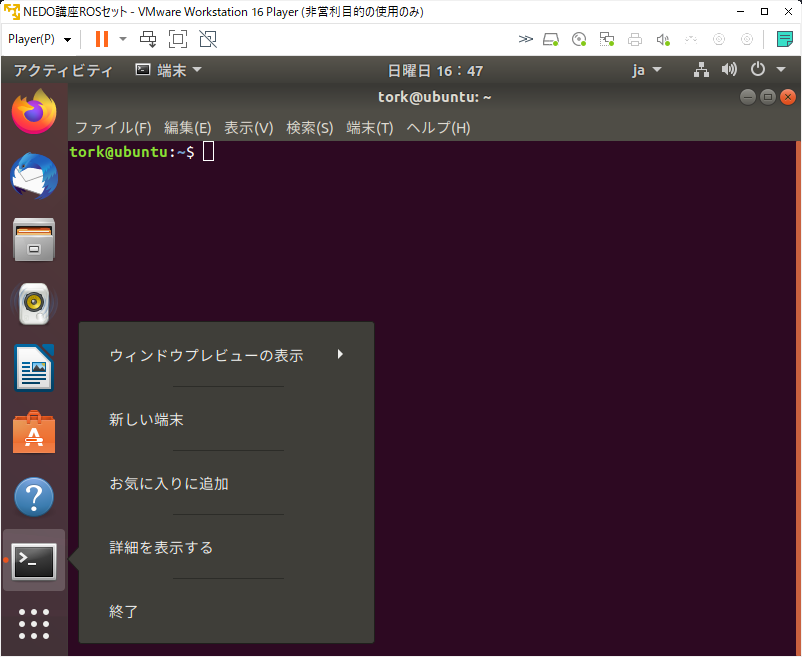 NEDO講座ROSセット - VMware Workstation 16 Player (非営利目的の使用のみ)
Player(P)
アクティビティ 端末 日曜日 16：47 ja
tork@ubuntu: ~
ファイル(F) 編集(E) 表示(V) 検索(S) 端末(T) ヘルプ(H)
tork@ubuntu:~$
ウィンドウプレビューの表示
新しい端末
お気に入りに追加
詳細を表示する
終了